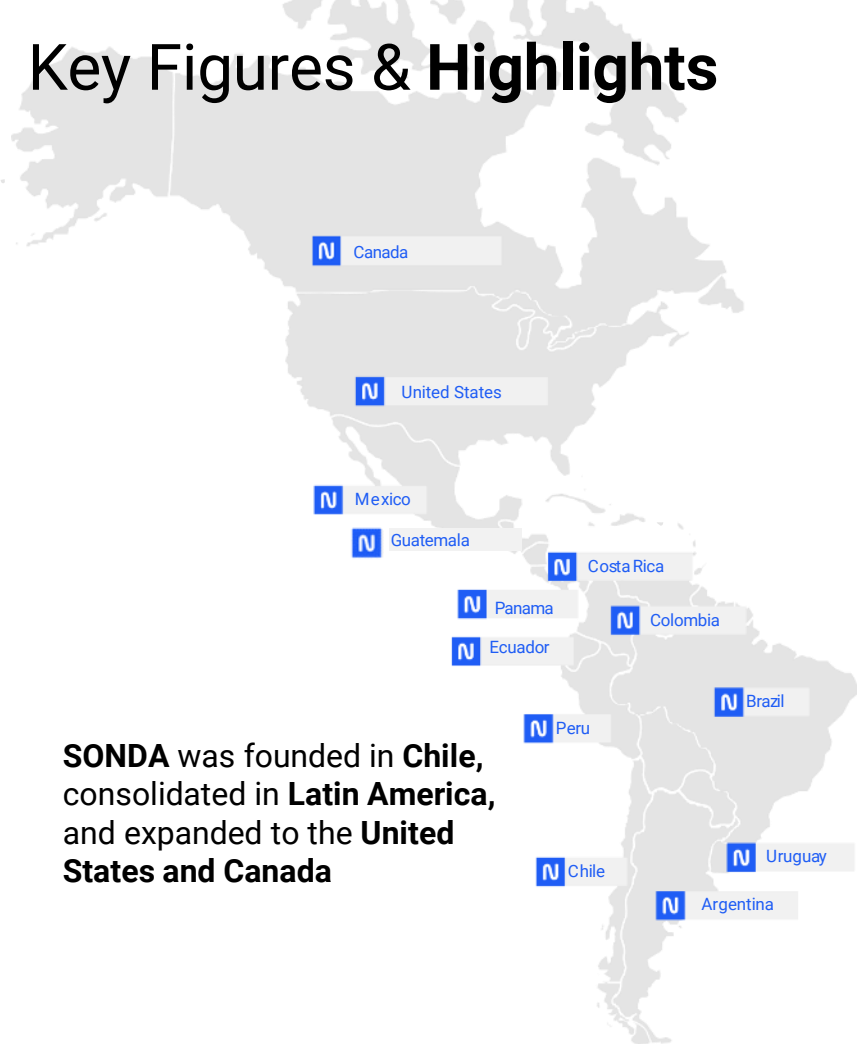 Key Figures & Highlights
Canada
United States
Mexico
Guatemala
Costa Rica
Panama
Colombia
Ecuador
Brazil
Peru
SONDA was founded in Chile,
consolidated in Latin America,
and expanded to the United
States and Canada
Uruguay
Chile
Argentina